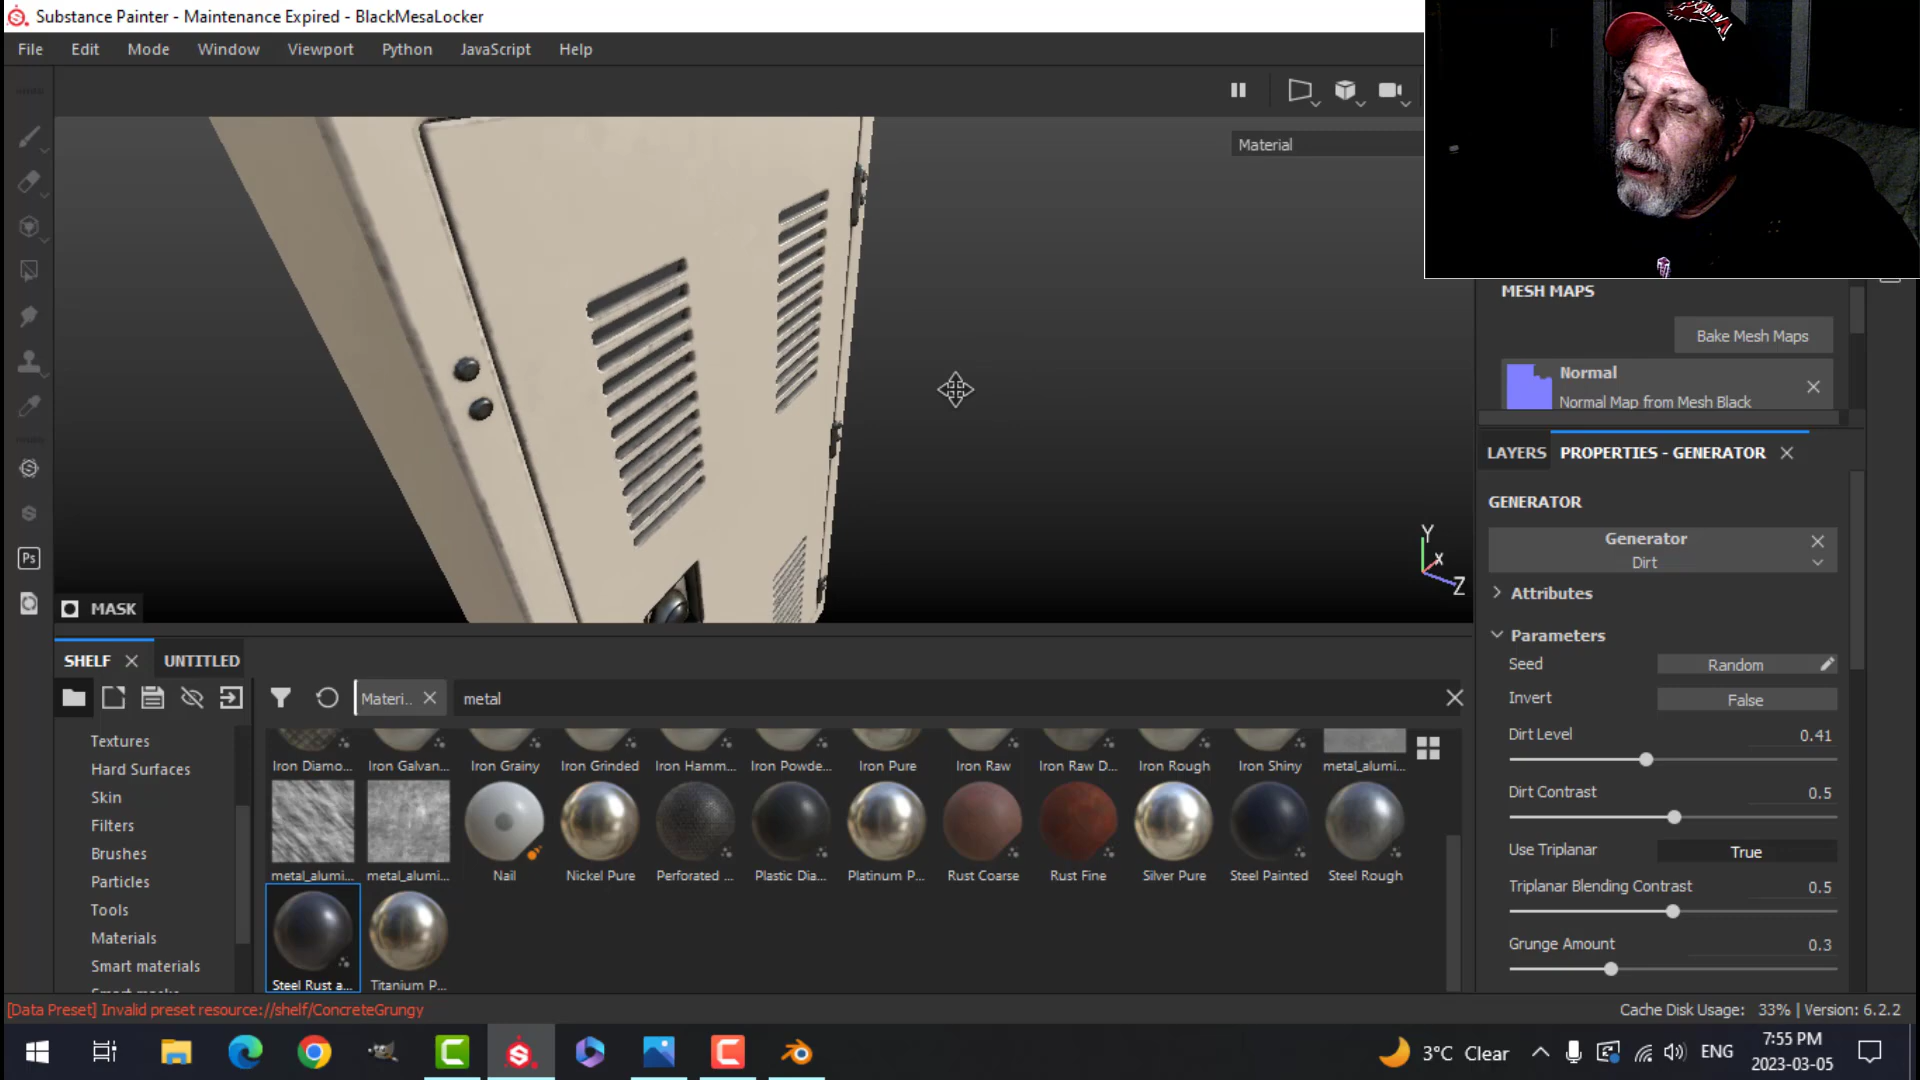 Substance Painter - Maintenance Expired - BlackMesaLocker
File Edit Mode Window Viewport Python JavaScript Help
Material
MESH MAPS
Bake Mesh Maps
Normal
Normal Map from Mesh Black
LAYERS PROPERTIES - GENERATOR
GENERATOR
Generator
Dirt
Attributes
Parameters
Seed Random
Invert False
Dirt Level 0.41
Dirt Contrast 0.5
Use Triplanar True
Triplanar Blending Contrast 0.5
Grunge Amount 0.3
Y
X
Z
Ps
MASK
SHELF UNTITLED
Materi.. metal
Textures
Hard Surfaces
Skin
Filters
Brushes
Particles
Tools
Materials
Smart materials
Iron Diamo... Iron Galvan... Iron Grainy Iron Grinded Iron Hamm... Iron Powde... Iron Pure Iron Raw Iron Raw D... Iron Rough Iron Shiny metal_alumi...
metal_alumi... metal_alumi... Nail Nickel Pure Perforated ... Plastic Dia... Platinum P... Rust Coarse Rust Fine Silver Pure Steel Painted Steel Rough
Steel Rust a... Titanium P...
[Data Preset] Invalid preset resource://shelf/ConcreteGrungy
Cache Disk Usage: 33% | Version: 6.2.2
3°C Clear
ENG
7:55 PM
2023-03-05